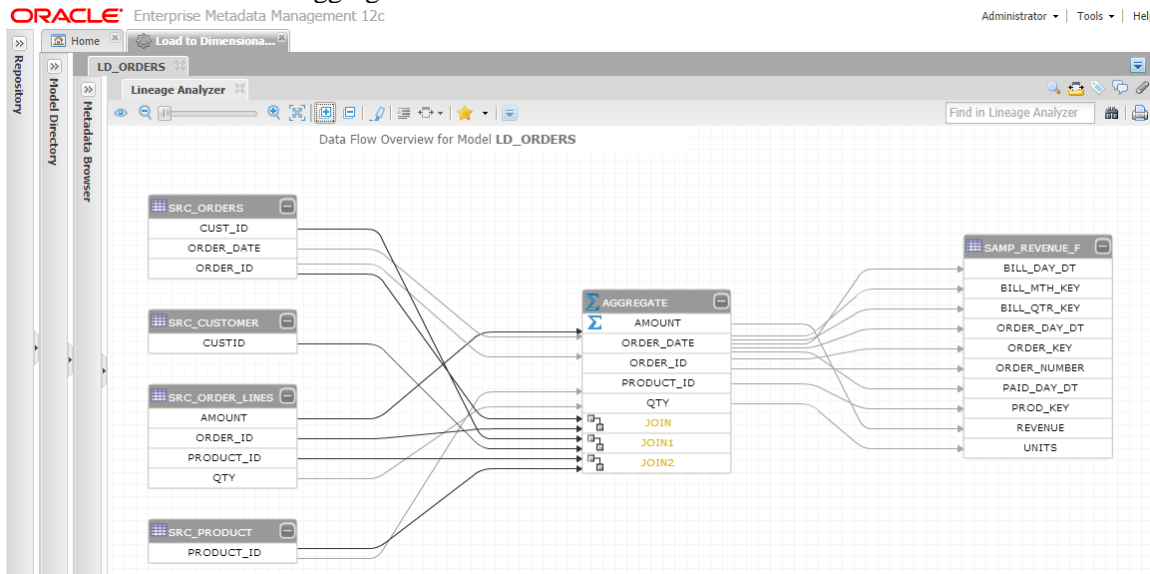 ORACLE Enterprise Metadata Management 12c
Administrator Tools Hel
Home Load to Dimensiona...
Repository
Model Directory
Metadata Browser
LD_ORDERS
Lineage Analyzer
Find in Lineage Analyzer
Data Flow Overview for Model LD_ORDERS
SRC_ORDERS
CUST_ID
ORDER_DATE
ORDER_ID
SRC_CUSTOMER
CUSTID
SRC_ORDER_LINES
AMOUNT
ORDER_ID
PRODUCT_ID
QTY
SRC_PRODUCT
PRODUCT_ID
AGGREGATE
AMOUNT
ORDER_DATE
ORDER_ID
PRODUCT_ID
QTY
JOIN
JOIN1
JOIN2
SAMP_REVENUE_F
BILL_DAY_DT
BILL_MTH_KEY
BILL_QTR_KEY
ORDER_DAY_DT
ORDER_KEY
ORDER_NUMBER
PAID_DAY_DT
PROD_KEY
REVENUE
UNITS